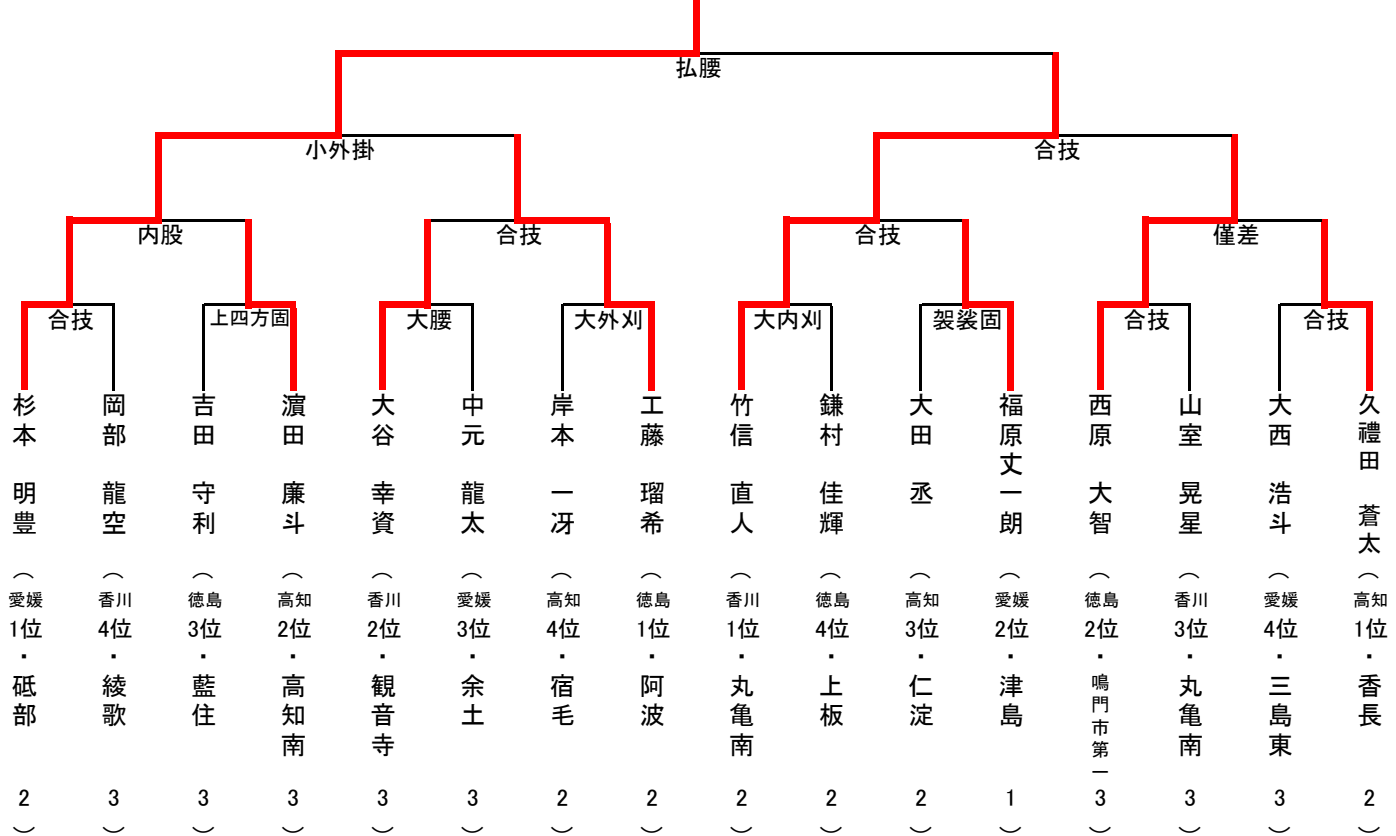 払腰
小外掛
合技
内股
合技
合技
僅差
合技
上四方固
大腰
大外刈
大内刈
袈裟固
合技
合技
杉本 明豊 （愛媛1位・砥部 2）
岡部 龍空 （香川4位・綾歌 3）
吉田 守利 （徳島3位・藍住 3）
濵田 廉斗 （高知2位・高知南 3）
大谷 幸資 （香川2位・観音寺 3）
中元 龍太 （愛媛3位・余土 3）
岸本 一冴 （高知4位・宿毛 2）
工藤 瑠希 （徳島1位・阿波 2）
竹信 直人 （香川1位・丸亀南 2）
鎌村 佳輝 （徳島4位・上板 2）
大田 丞 （高知3位・仁淀 2）
福原丈一朗 （愛媛2位・津島 1）
西原 大智 （徳島2位・鳴門市第一 3）
山室 晃星 （香川3位・丸亀南 3）
大西 浩斗 （愛媛4位・三島東 3）
久禮田 蒼太 （高知1位・香長 2）